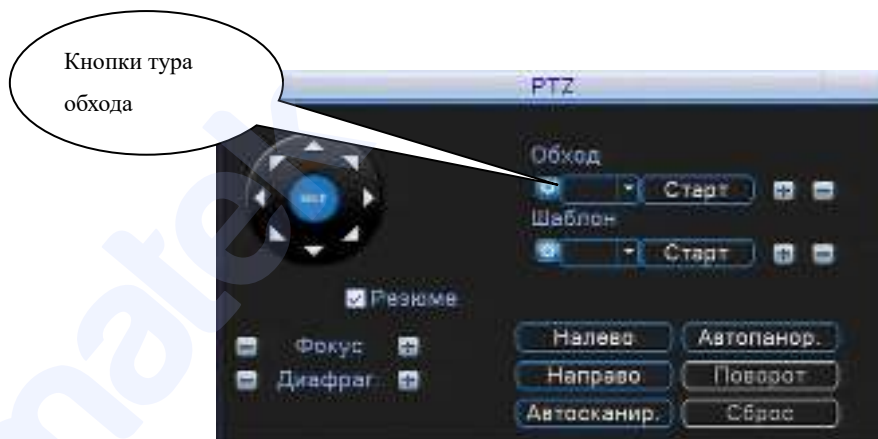 Кнопки тура
обхода
PTZ
Обход
Старт
Шаблон
Старт
Резюме
Фокус
Диафраг.
Налево Автопанор.
Направо Поворот
Автосканир. Сброс